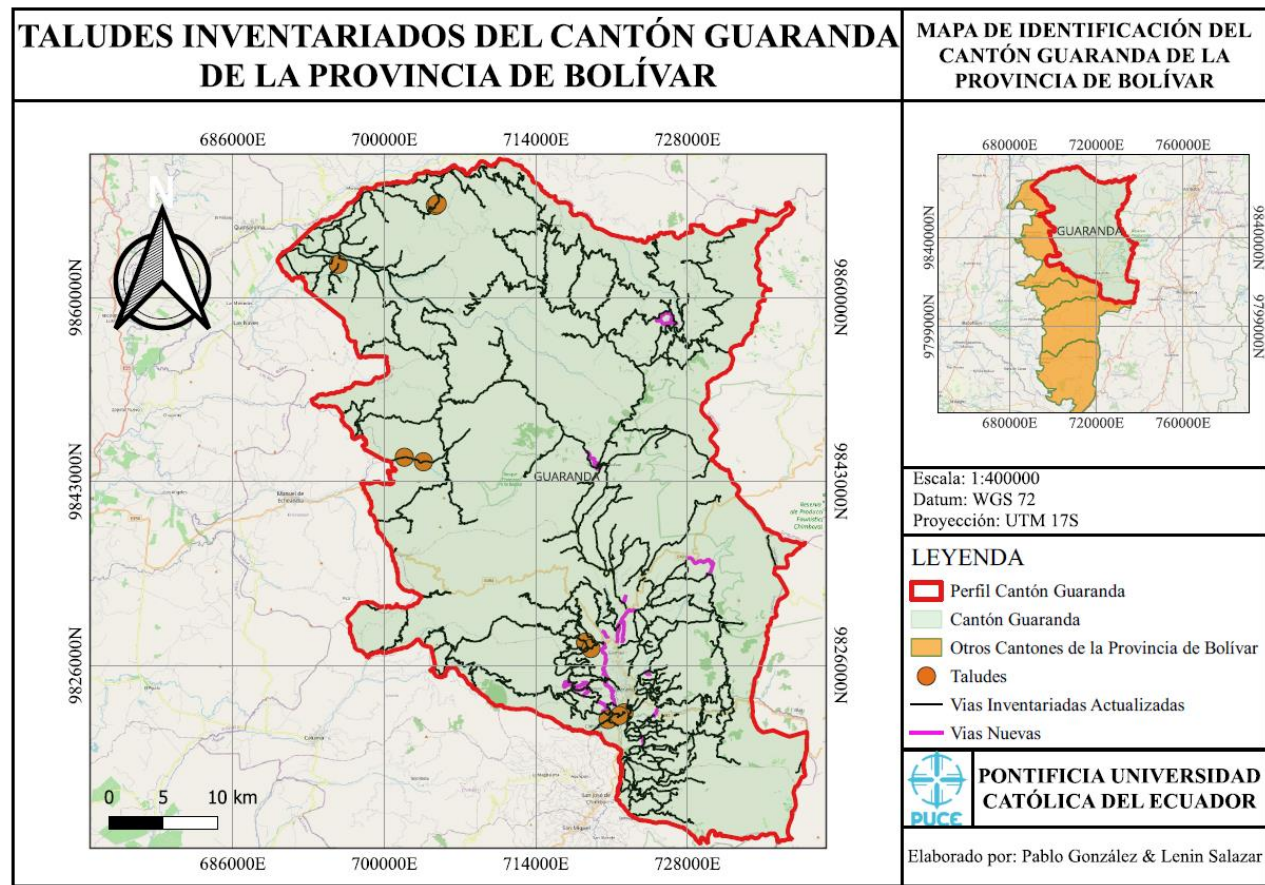 TALUDES INVENTARIADOS DEL CANTÓN GUARANDA
DE LA PROVINCIA DE BOLÍVAR
MAPA DE IDENTIFICACIÓN DEL
CANTÓN GUARANDA DE LA
PROVINCIA DE BOLÍVAR
686000E
700000E
714000E
728000E
N
9860000N
9860000N
9843000N
9843000N
9826000N
9826000N
GUARANDA
0 5 10 km
686000E
700000E
714000E
728000E
680000E
720000E
760000E
9840000N
9840000N
9799000N
9799000N
GUARANDA
680000E
720000E
760000E
Escala: 1:400000
Datum: WGS 72
Proyección: UTM 17S
LEYENDA
Perfil Cantón Guaranda
Cantón Guaranda
Otros Cantones de la Provincia de Bolívar
Taludes
Vias Inventariadas Actualizadas
Vias Nuevas
PUCE
PONTIFICIA UNIVERSIDAD
CATÓLICA DEL ECUADOR
Elaborado por: Pablo González & Lenin Salazar